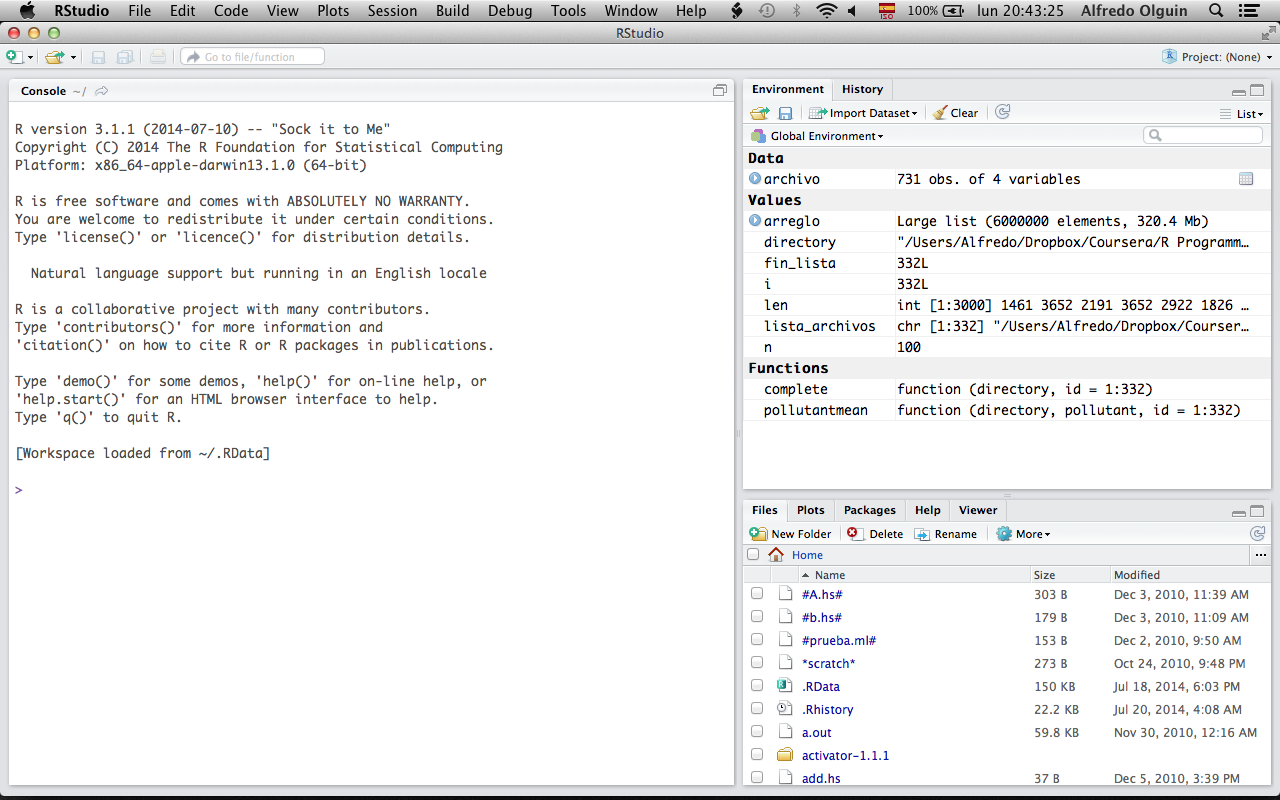 RStudio File Edit Code View Plots Session Build Debug Tools Window Help ISO 100% lun 20:43:25 Alfredo Olguin
RStudio
Go to file/function Project: (None)
Console ~/
R version 3.1.1 (2014-07-10) -- "Sock it to Me"
Copyright (C) 2014 The R Foundation for Statistical Computing
Platform: x86_64-apple-darwin13.1.0 (64-bit)
R is free software and comes with ABSOLUTELY NO WARRANTY.
You are welcome to redistribute it under certain conditions.
Type 'license()' or 'licence()' for distribution details.
Natural language support but running in an English locale
R is a collaborative project with many contributors.
Type 'contributors()' for more information and
'citation()' on how to cite R or R packages in publications.
Type 'demo()' for some demos, 'help()' for on-line help, or
'help.start()' for an HTML browser interface to help.
Type 'q()' to quit R.
[Workspace loaded from ~/.RData]
>
Environment History
Import Dataset Clear List
Global Environment
Data
archivo 731 obs. of 4 variables
Values
arreglo Large list (6000000 elements, 320.4 Mb)
directory "/Users/Alfredo/Dropbox/Coursera/R Programm…
fin_lista 332L
i 332L
len int [1:3000] 1461 3652 2191 3652 2922 1826 …
lista_archivos chr [1:332] "/Users/Alfredo/Dropbox/Courser…
n 100
Functions
complete function (directory, id = 1:332)
pollutantmean function (directory, pollutant, id = 1:332)
Files Plots Packages Help Viewer
New Folder Delete Rename More
Home ...
Name Size Modified
#A.hs# 303 B Dec 3, 2010, 11:39 AM
#b.hs# 179 B Dec 3, 2010, 11:09 AM
#prueba.ml# 153 B Dec 2, 2010, 9:50 AM
*scratch* 273 B Oct 24, 2010, 9:48 PM
.RData 150 KB Jul 18, 2014, 6:03 PM
.Rhistory 22.2 KB Jul 20, 2014, 4:08 AM
a.out 59.8 KB Nov 30, 2010, 12:16 AM
activator-1.1.1
add.hs 37 B Dec 5, 2010, 3:39 PM